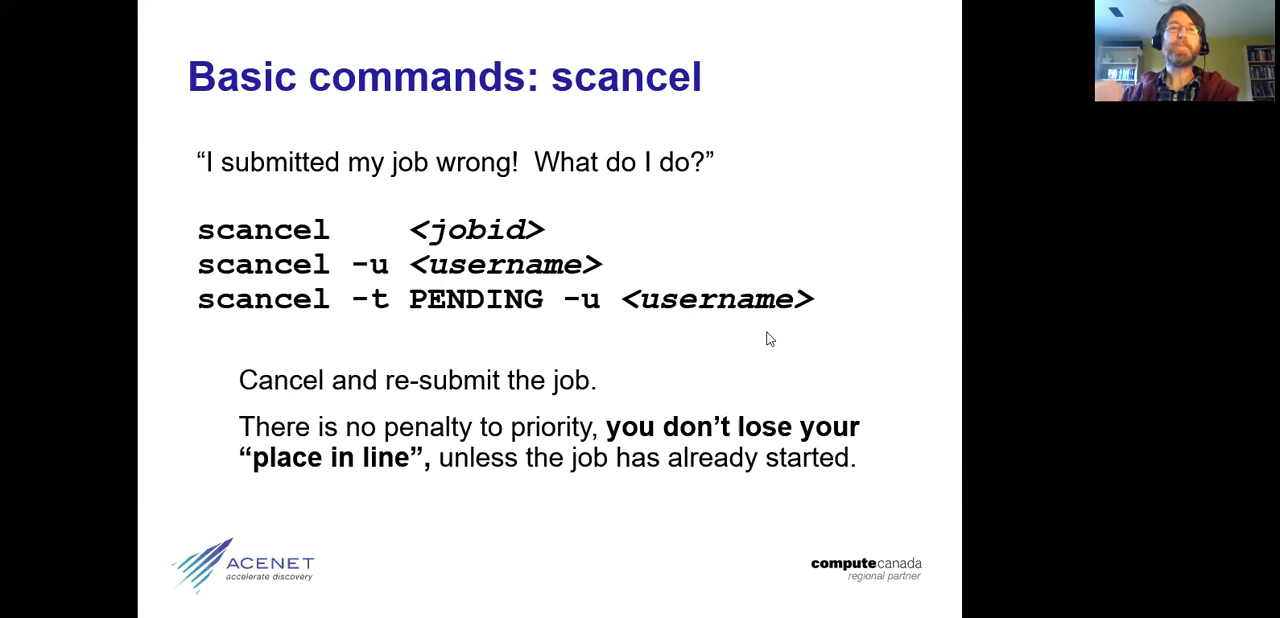 Basic commands: scancel
“I submitted my job wrong!  What do I do?”
scancel    <jobid>
scancel -u <username>
scancel -t PENDING -u <username>
Cancel and re-submit the job.
There is no penalty to priority, you don’t lose your
“place in line”, unless the job has already started.
ACENET
accelerate discovery
computecanada
regional partner